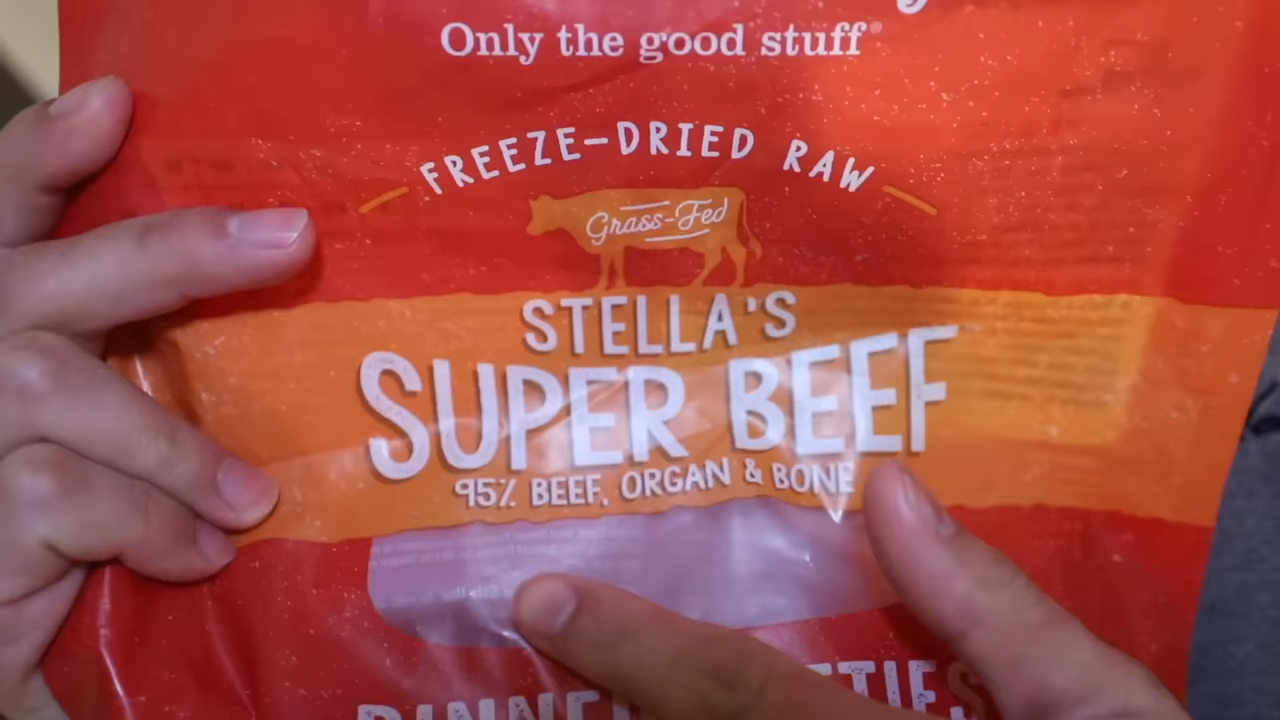 Only the good stuff®
FREEZE-DRIED RAW
Grass-Fed
STELLA'S
SUPER BEEF
95% BEEF, ORGAN & BONE